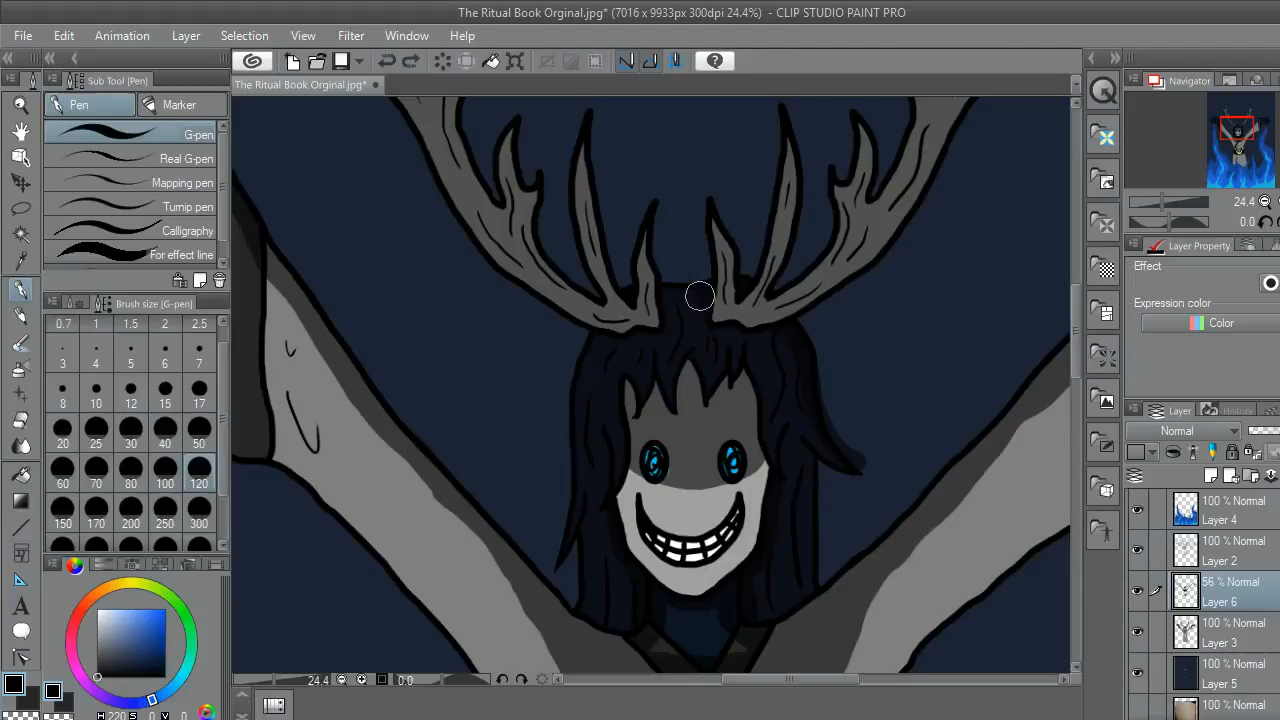 The Ritual Book Orginal.jpg* (7016 x 9933px 300dpi 24.4%) - CLIP STUDIO PAINT PRO
File Edit Animation Layer Selection View Filter Window Help
Sub Tool [Pen]
The Ritual Book Orginal.jpg*
Navigator
Pen Marker
G-pen
Real G-pen
Mapping pen
Turnip pen
Calligraphy
For effect line
24.4
0.0
Layer Property
Effect
Expression color
Color
Brush size [G-pen]
0.7 1 1.5 2 2.5
3 4 5 6 7
8 10 12 15 17
20 25 30 40 50
60 70 80 100 120
150 170 200 250 300
Layer History
Normal
100 % Normal
Layer 4
100 % Normal
Layer 2
56 % Normal
Layer 6
100 % Normal
Layer 3
100 % Normal
Layer 5
100 % Normal
24.4 0.0
H 220 S 0 V 0
A